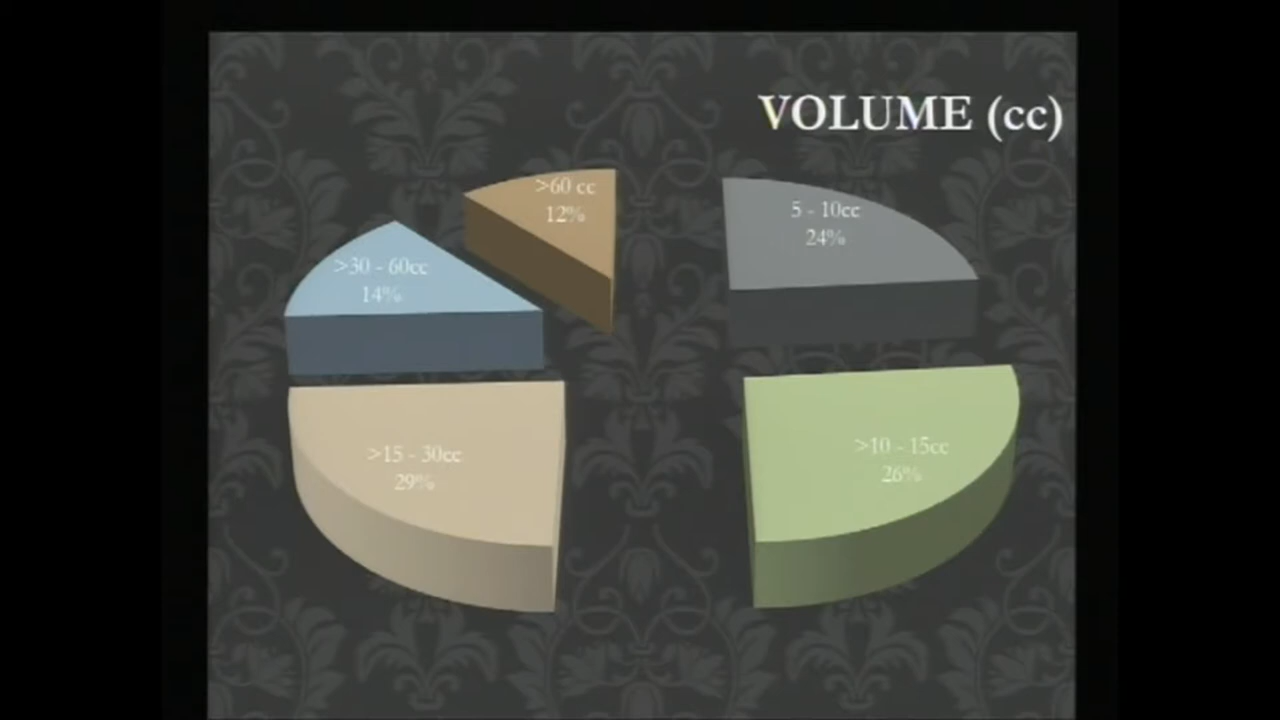 VOLUME (cc)
>60 cc
12%
5 - 10cc
24%
>30 - 60cc
14%
>15 - 30cc
29%
>10 - 15cc
26%